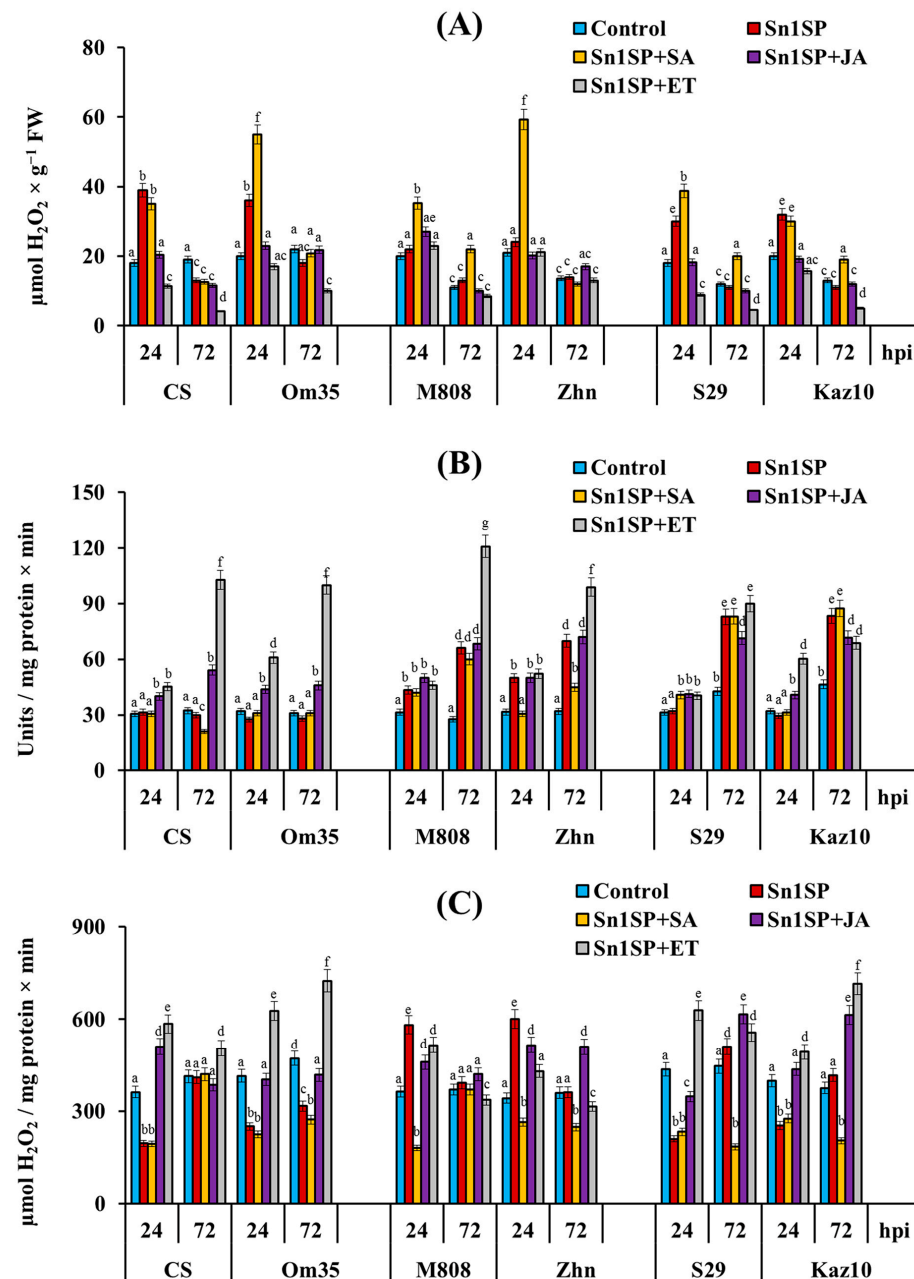 (A)
Control
Sn1SP
Sn1SP+SA
Sn1SP+JA
Sn1SP+ET
µmol H₂O₂ × g⁻¹ FW
80
60
40
20
0
a b b a c a c c c d
a b f a ac a ac a a c
a a b ae a c c a c c
a a f a a c c c ac c
a e b a c c c a c d
a e e a ac c c a c d
24 72 24 72 24 72 24 72 24 72 24 72 hpi
CS Om35 M808 Zhn S29 Kaz10
(B)
Control
Sn1SP
Sn1SP+SA
Sn1SP+JA
Sn1SP+ET
Units / mg protein × min
150
120
90
60
30
0
a a a b b a a c d f
a a a b d a a a b f
a b b b b a d d d g
a b a b b a d b d f
a a b b b b e e d e
a a a b d b e e d d
24 72 24 72 24 72 24 72 24 72 24 72 hpi
CS Om35 M808 Zhn S29 Kaz10
(C)
Control
Sn1SP
Sn1SP+SA
Sn1SP+JA
Sn1SP+ET
µmol H₂O₂ / mg protein × min
900
600
300
0
a b b d e a a a a d
a b b a e d c b a f
a e b d d a a a a c
a e b d a a a b d c
a b b c e a d b e d
a b b a d a a b e f
24 72 24 72 24 72 24 72 24 72 24 72 hpi
CS Om35 M808 Zhn S29 Kaz10